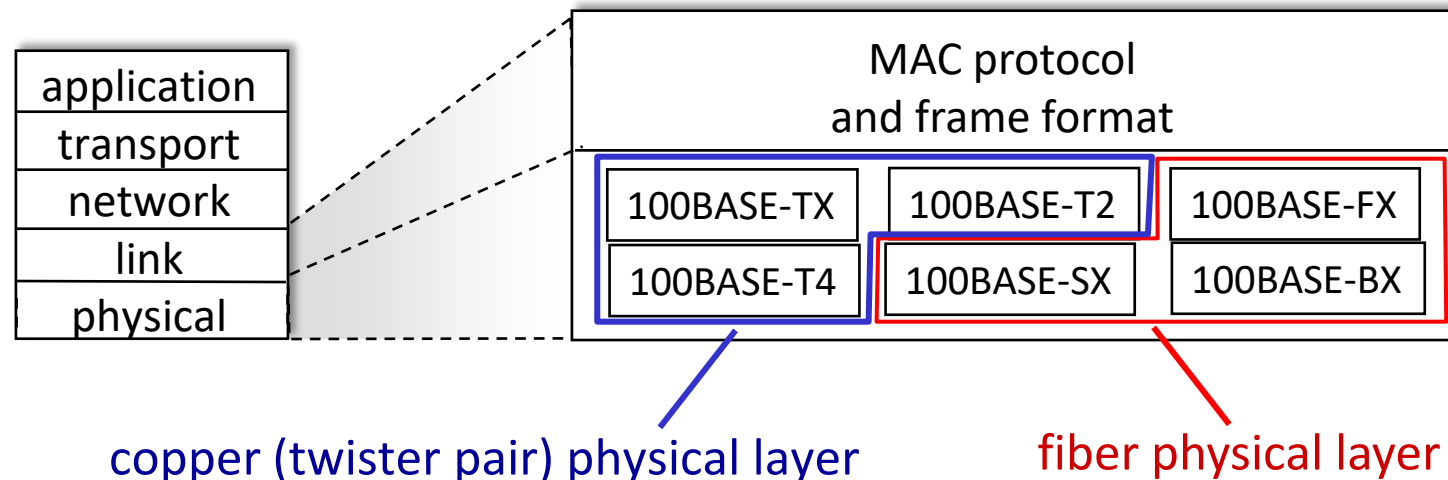 application
transport
network
link
physical
MAC protocol
and frame format
100BASE-TX
100BASE-T2
100BASE-FX
100BASE-T4
100BASE-SX
100BASE-BX
copper (twister pair) physical layer
fiber physical layer